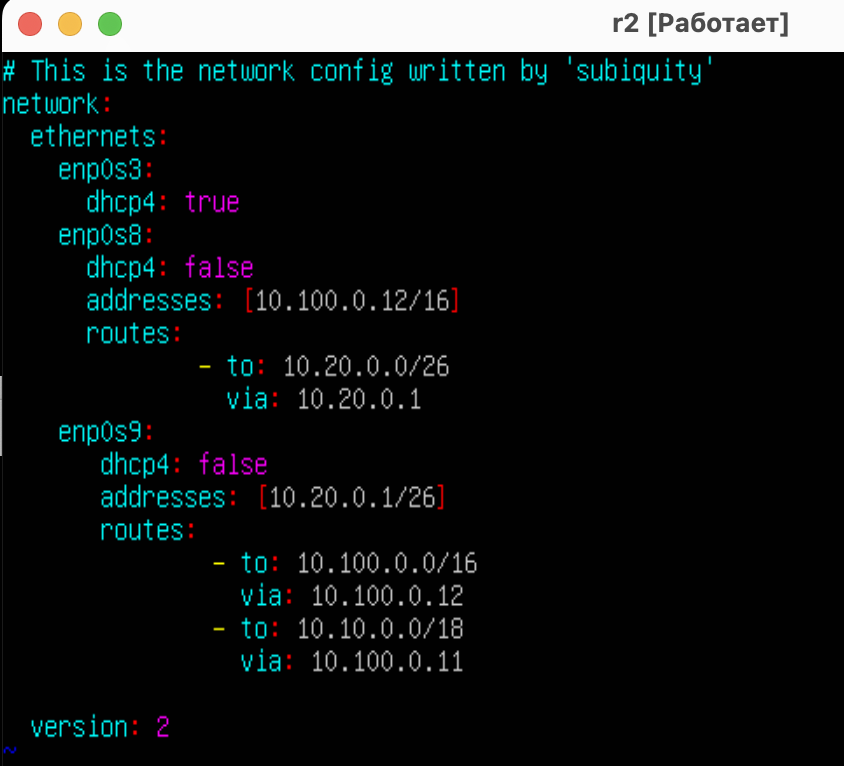 r2 [Работает]
# This is the network config written by 'subiquity'
network:
  ethernets:
    enp0s3:
      dhcp4: true
    enp0s8:
      dhcp4: false
      addresses: [10.100.0.12/16]
      routes:
              - to: 10.20.0.0/26
                via: 10.20.0.1
    enp0s9:
       dhcp4: false
       addresses: [10.20.0.1/26]
       routes:
               - to: 10.100.0.0/16
                 via: 10.100.0.12
               - to: 10.10.0.0/18
                 via: 10.100.0.11
  version: 2
~